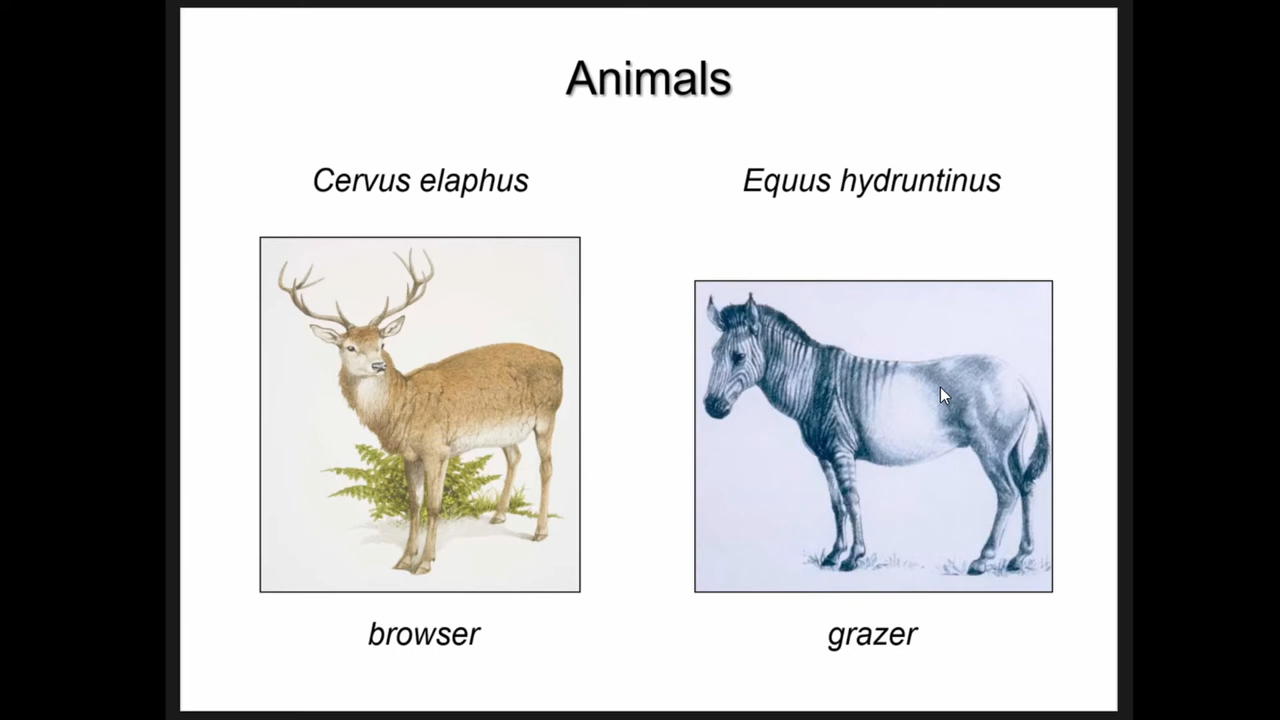 Animals
Cervus elaphus
Equus hydruntinus
browser
grazer